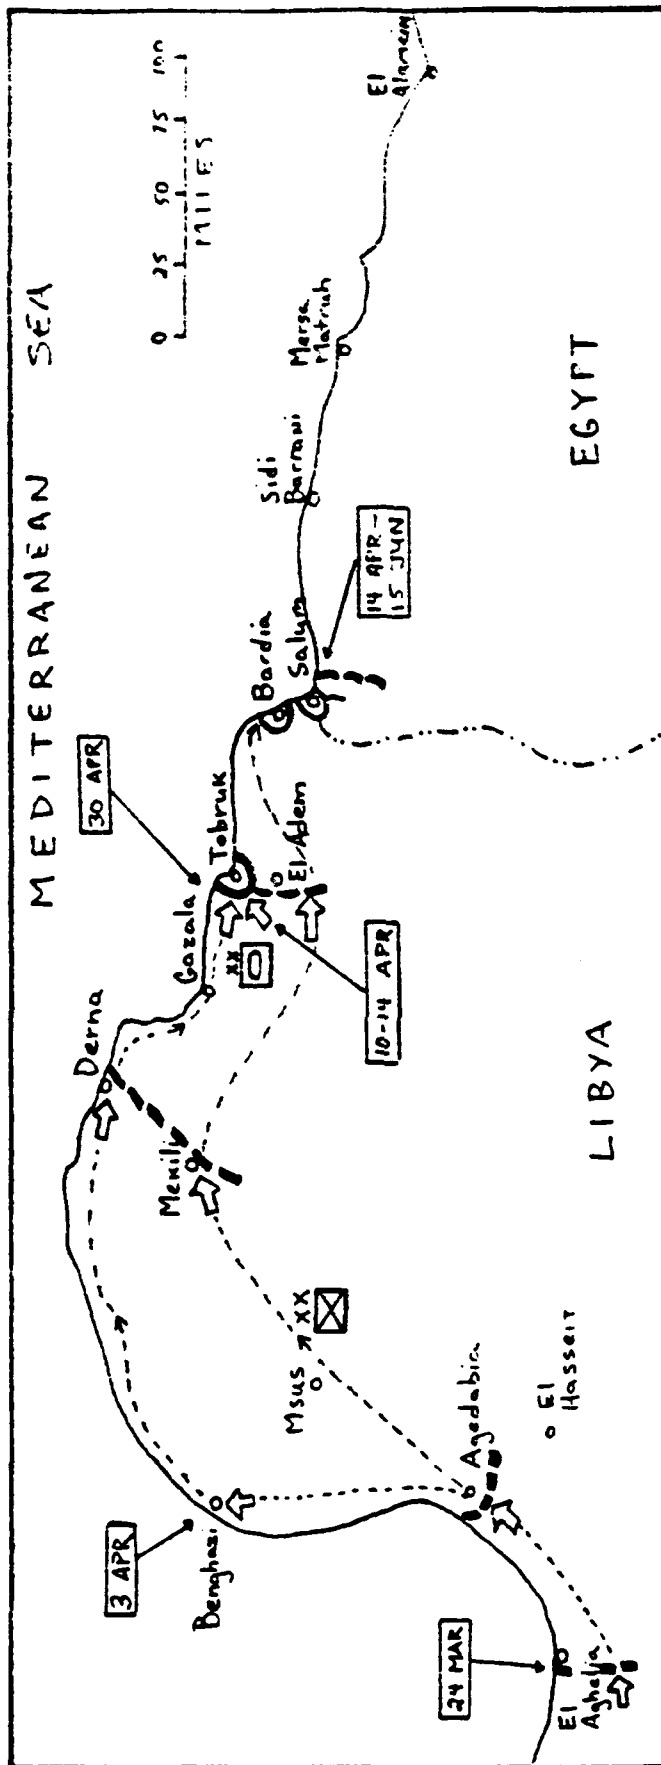 MEDITERRANEAN SEA
0 25 50 75 100
MILES
3 APR
30 APR
Derna
Gazala
Tobruk
Bardia
Salum
Sidi
Barrani
Mersa
Matruh
El
Alamein
Benghazi
Mekili
XX
El Adem
Msus
XX
10-14 APR
14 APR-
15 JUN
24 MAR
Agedabia
El
Hasseit
El
Agheila
LIBYA
EGYPT